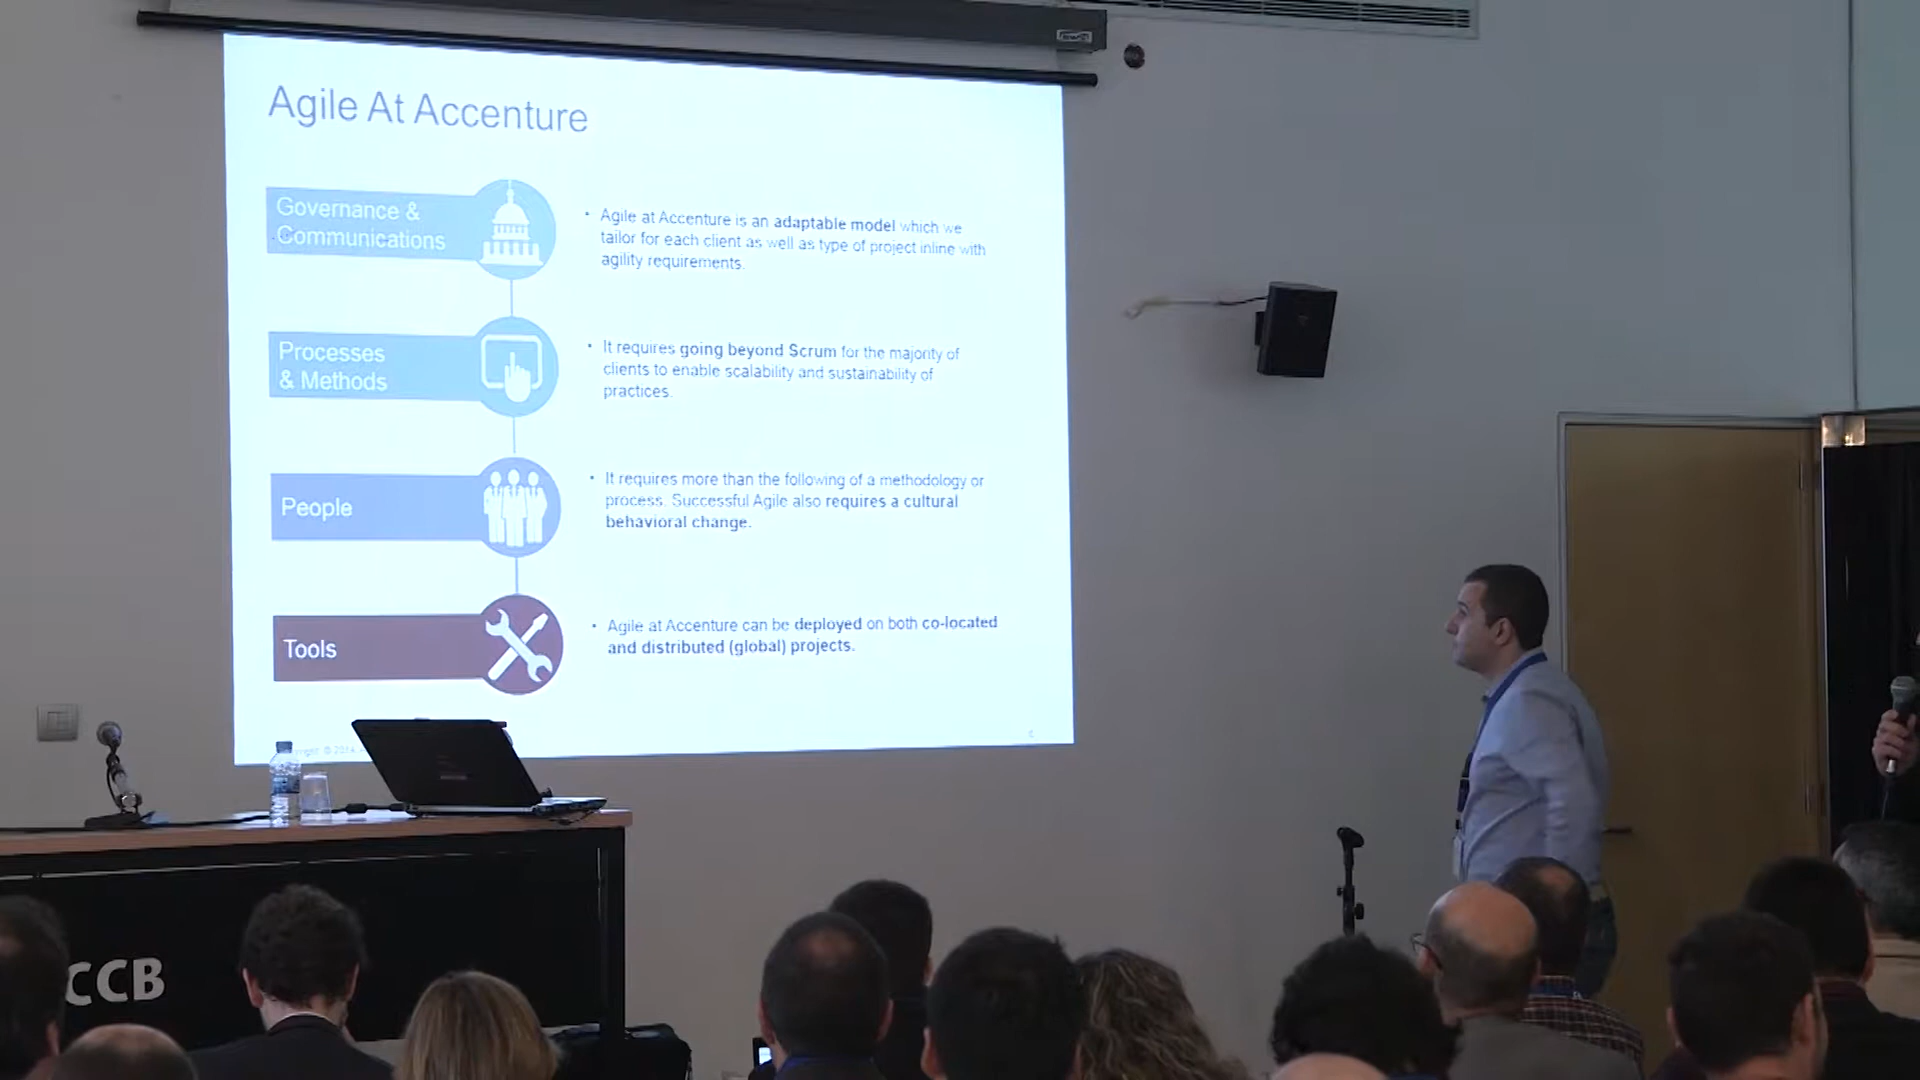 Agile At Accenture
Governance &
Communications
• Agile at Accenture is an adaptable model which we
tailor for each client as well as type of project inline with
agility requirements.
Processes
& Methods
• It requires going beyond Scrum for the majority of
clients to enable scalability and sustainability of
practices.
People
• It requires more than the following of a methodology or
process. Successful Agile also requires a cultural
behavioral change.
Tools
• Agile at Accenture can be deployed on both co-located
and distributed (global) projects.
CCB